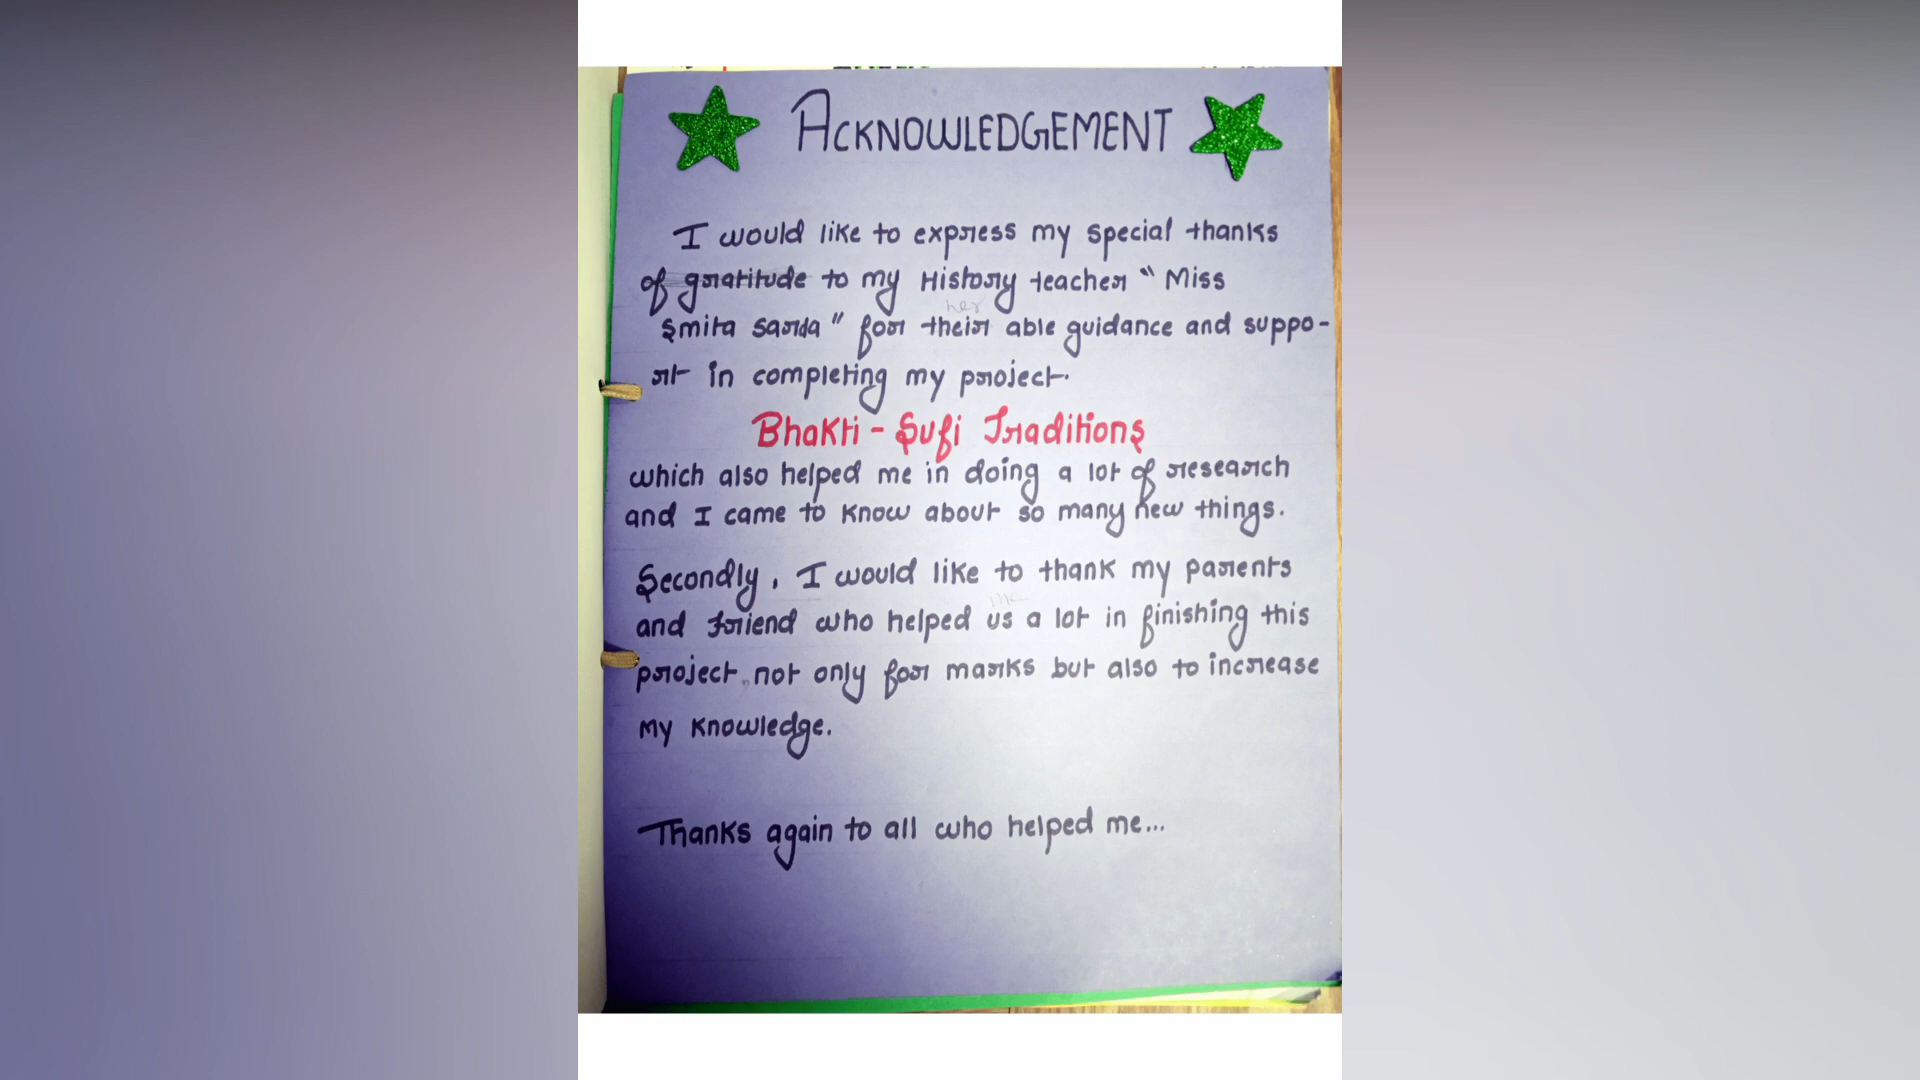 ACKNOWLEDGEMENT
I would like to express my special thanks
of gratitude to my History teacher "Miss
her
Smita Sarda" for their able guidance and suppo-
rt in completing my project.
Bhakti - Sufi Traditions
which also helped me in doing a lot of research
and I came to know about so many new things.
Secondly, I would like to thank my parents
me
and friend who helped us a lot in finishing this
project, not only for marks but also to increase
my knowledge.
Thanks again to all who helped me...